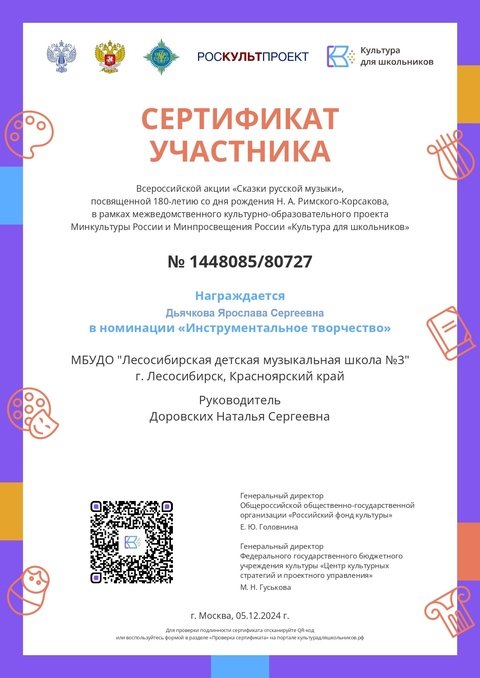 РОСКУЛЬТПРОЕКТ
Культура
для школьников
СЕРТИФИКАТ
УЧАСТНИКА
Всероссийской акции «Сказки русской музыки»,
посвященной 180-летию со дня рождения Н. А. Римского-Корсакова,
в рамках межведомственного культурно-образовательного проекта
Минкультуры России и Минпросвещения России «Культура для школьников»
№ 1448085/80727
Награждается
Дьячкова Ярослава Сергеевна
в номинации «Инструментальное творчество»
МБУДО "Лесосибирская детская музыкальная школа №3"
г. Лесосибирск, Красноярский край
Руководитель
Доровских Наталья Сергеевна
Генеральный директор
Общероссийской общественно-государственной
организации «Российский фонд культуры»
Е. Ю. Головнина
Генеральный директор
Федерального государственного бюджетного
учреждения культуры «Центр культурных
стратегий и проектного управления»
М. Н. Гуськова
г. Москва, 05.12.2024 г.
Для проверки подлинности сертификата отсканируйте QR-код
или воспользуйтесь формой в разделе «Проверка сертификата» на портале культурадляшкольников.рф